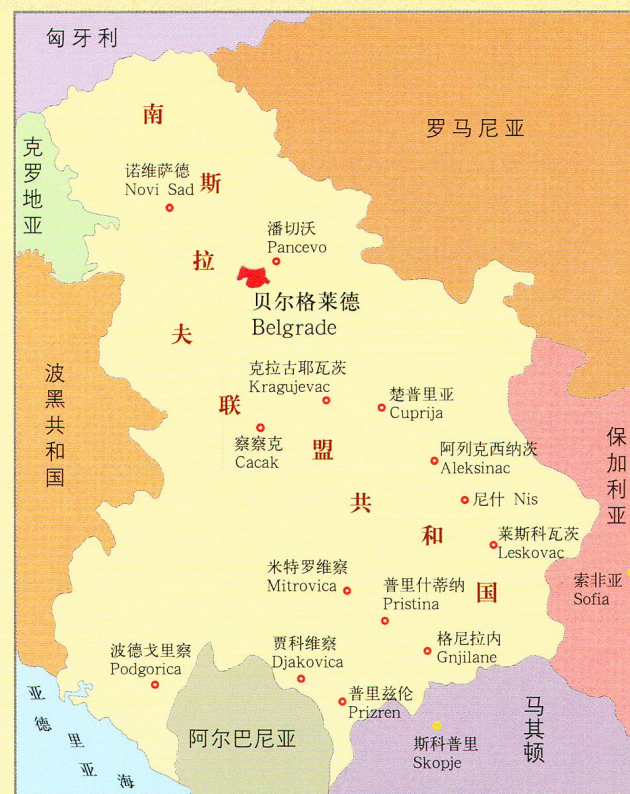 匈牙利
罗马尼亚
克罗地亚
南斯拉夫联盟共和国
诺维萨德
Novi Sad
潘切沃
Pancevo
贝尔格莱德
Belgrade
波黑共和国
克拉古耶瓦茨
Kragujevac
楚普里亚
Cuprija
察察克
Cacak
阿列克西纳茨
Aleksinac
保加利亚
尼什 Nis
莱斯科瓦茨
Leskovac
米特罗维察
Mitrovica
普里什蒂纳
Pristina
索非亚
Sofia
波德戈里察
Podgorica
贾科维察
Djakovica
格尼拉内
Gnjilane
普里兹伦
Prizren
亚德里亚海
阿尔巴尼亚
马其顿
斯科普里
Skopje